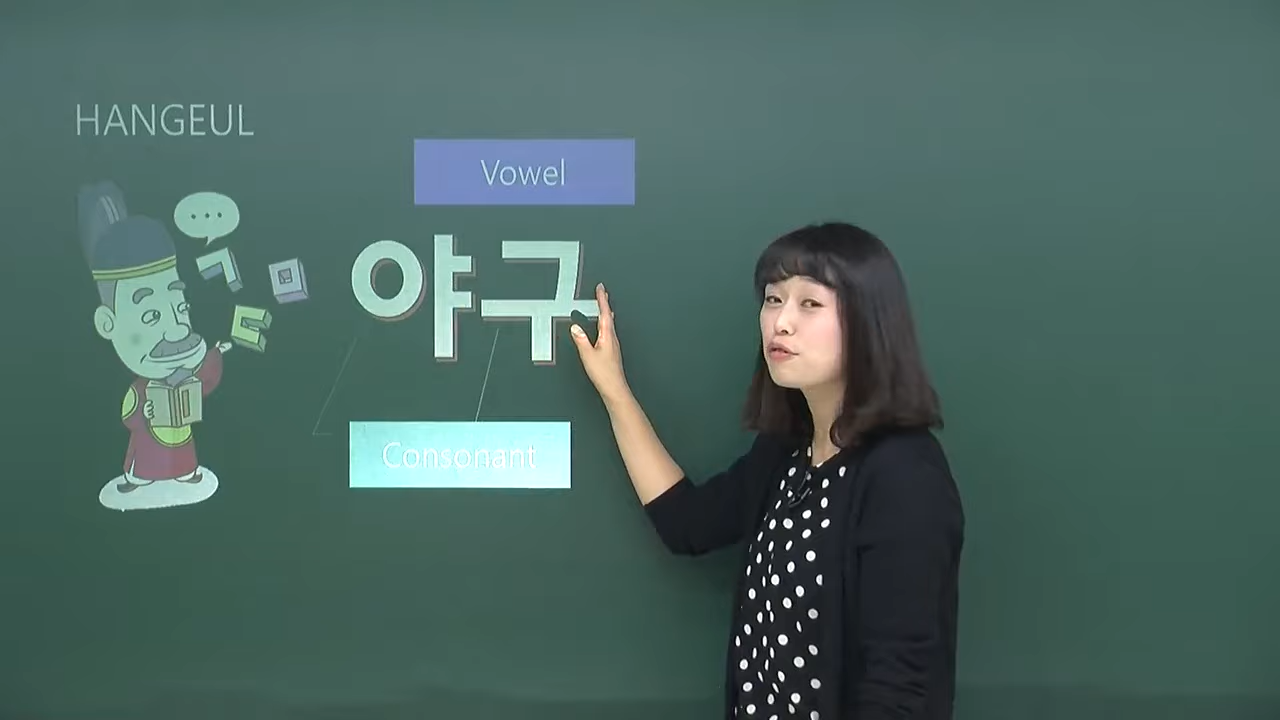 HANGEUL
Vowel
야구
Consonant
ㄱ
ㅁ
ㄷ